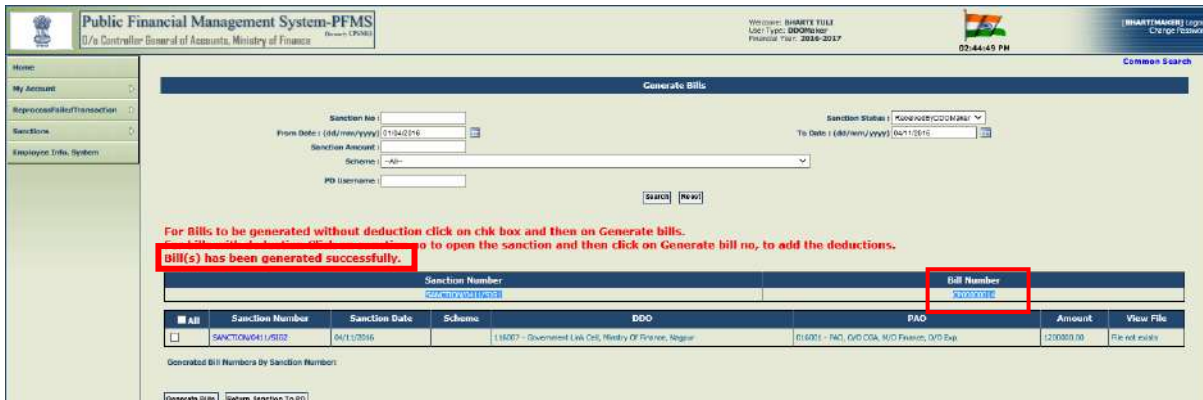 Public Financial Management System-PFMS
O/o Controller General of Accounts, Ministry of Finance
Welcome: BHARTI TULI
User Type: DDOMaker
Financial Year: 2016-2017
02:44:49 PM
[BHARTIMAKER]
Change Password
Common Search
Home
My Account
ReprocessFailedTransaction
Sanctions
Employee Info. System
Generate Bills
Sanction No :
Sanction Status : ReceivedByDDOMaker
From Date : (dd/mm/yyyy) 01/04/2016
To Date : (dd/mm/yyyy) 04/11/2016
Sanction Amount :
Scheme : --All--
PD Username :
Search Reset
For Bills to be generated without deduction click on chk box and then on Generate bills.
to open the sanction and then click on Generate bill no, to add the deductions.
Bill(s) has been generated successfully.
Sanction Number Bill Number
All Sanction Number Sanction Date Scheme DDO PAO Amount View File
SANCTION/0411/5102 04/11/2016 116007 - Government Link Cell, Ministry Of Finance, Nagpur 016001 - PAO, O/O CGA, M/O Finance, D/O Exp 1200000.00 File not exists
Generated Bill Numbers By Sanction Number:
Generate Bills Return Sanction To PD